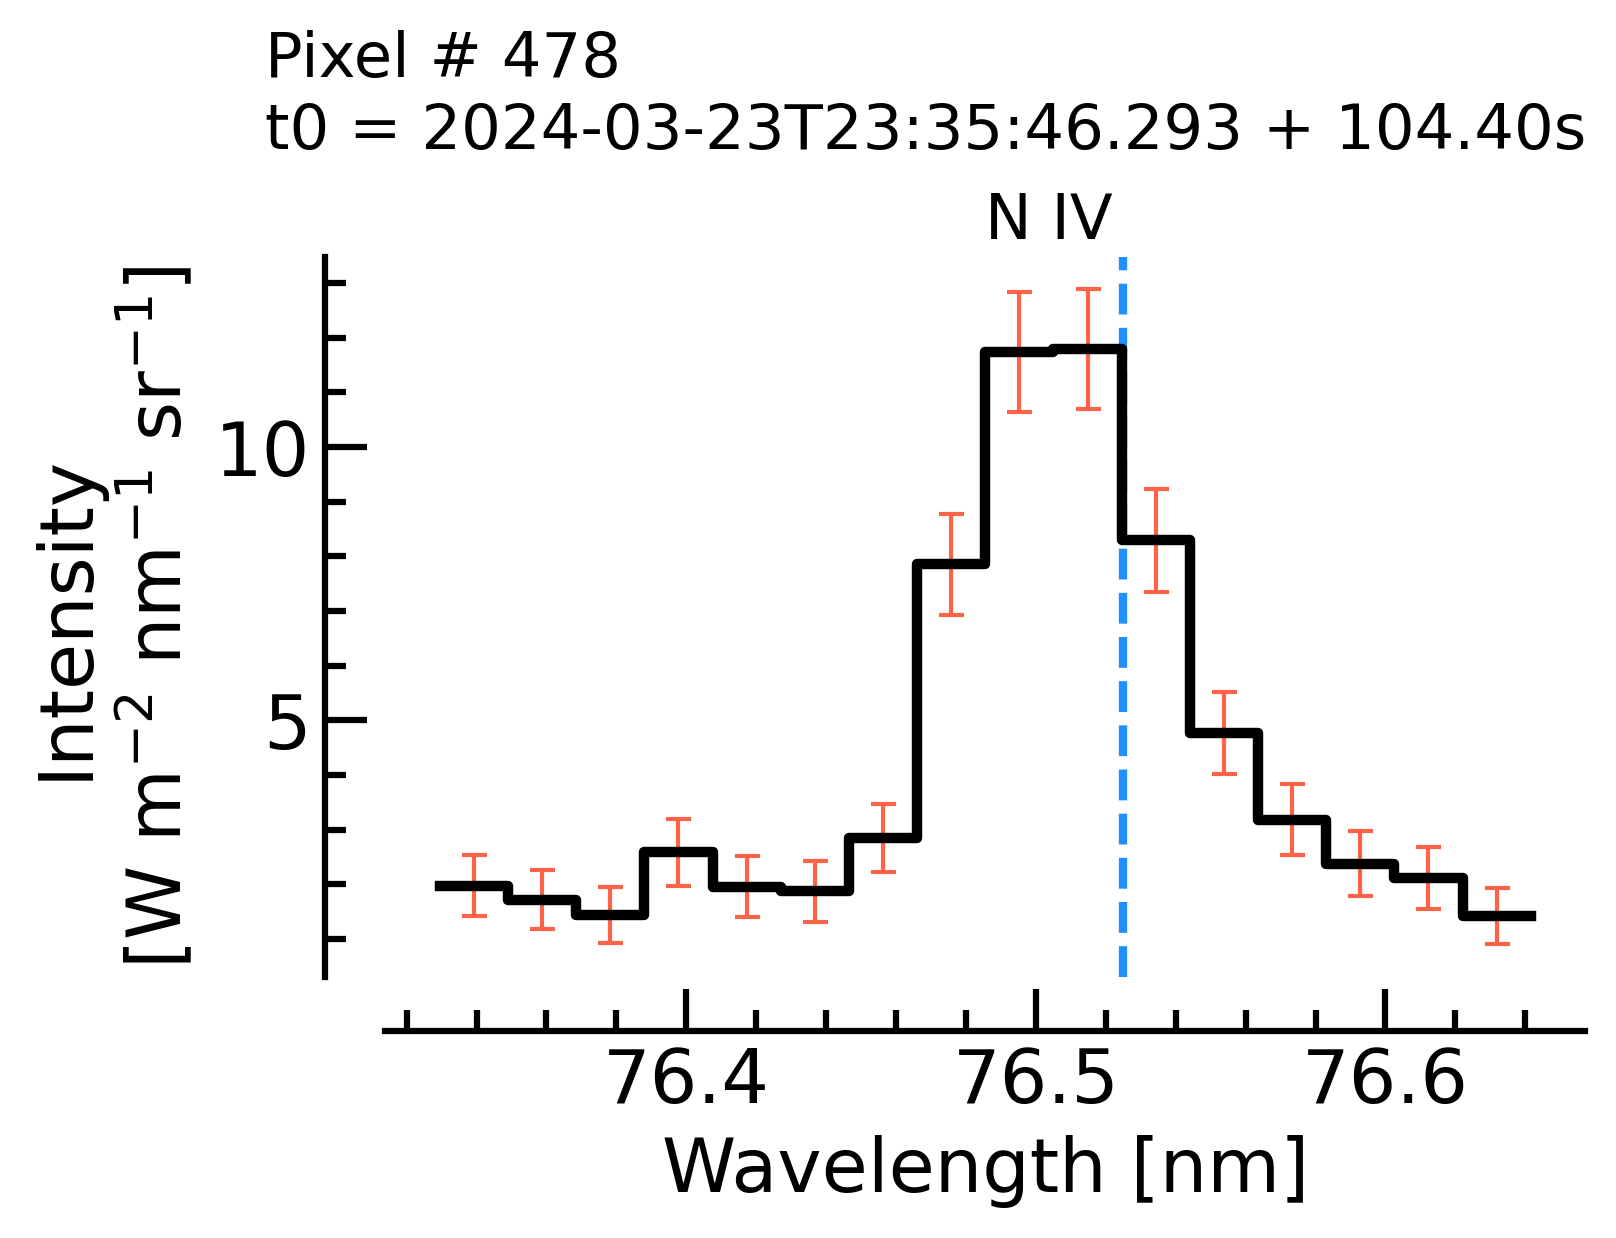 Pixel # 478
t0 = 2024-03-23T23:35:46.293 + 104.40s
N IV
Intensity
[W m⁻² nm⁻¹ sr⁻¹]
10
5
76.4 76.5 76.6
Wavelength [nm]